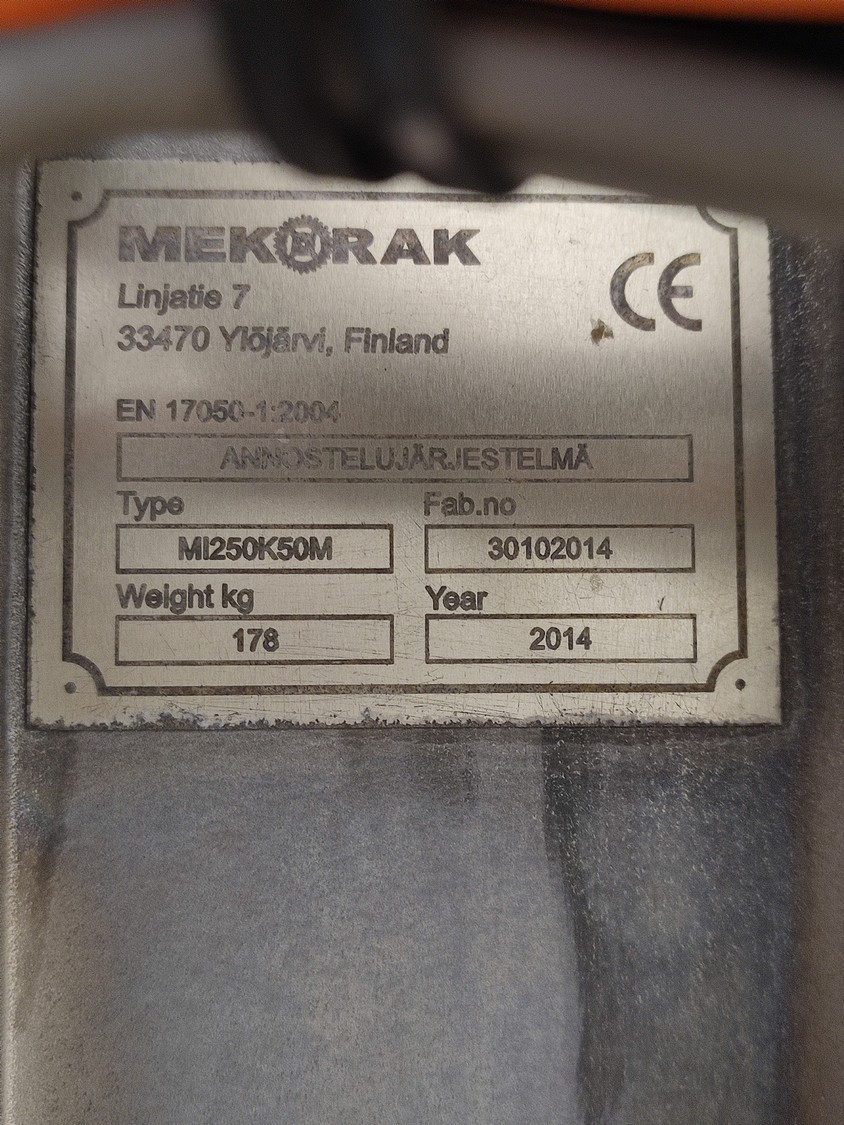 MEKORAK
Linjatie 7
33470 Ylöjärvi, Finland
CE
EN 17050-1:2004
ANNOSTELUJÄRJESTELMÄ
Type Fab.no
MI250K50M 30102014
Weight kg Year
178 2014